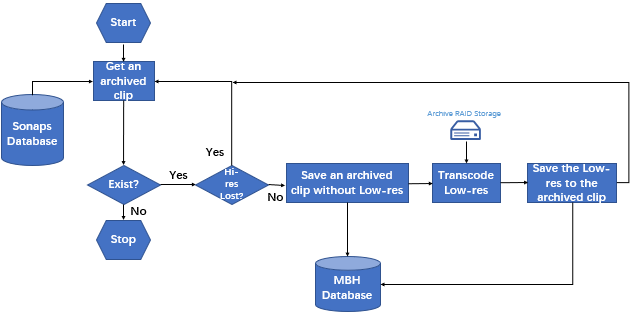 Start
Get an
archived
clip
Sonaps
Database
Archive RAID Storage
Exist?
Yes
Yes
Hi-
res
Lost?
No
Save an archived
clip without Low-res
Transcode
Low-res
Save the Low-
res to the
archived clip
No
Stop
MBH
Database